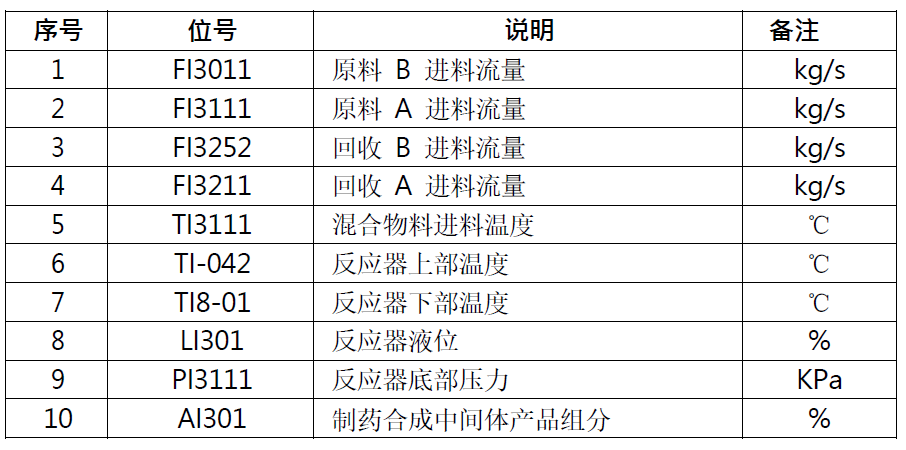 序号 位号 说明 备注
1 FI3011 原料 B 进料流量 kg/s
2 FI3111 原料 A 进料流量 kg/s
3 FI3252 回收 B 进料流量 kg/s
4 FI3211 回收 A 进料流量 kg/s
5 TI3111 混合物料进料温度 ℃
6 TI-042 反应器上部温度 ℃
7 TI8-01 反应器下部温度 ℃
8 LI301 反应器液位 %
9 PI3111 反应器底部压力 KPa
10 AI301 制药合成中间体产品组分 %